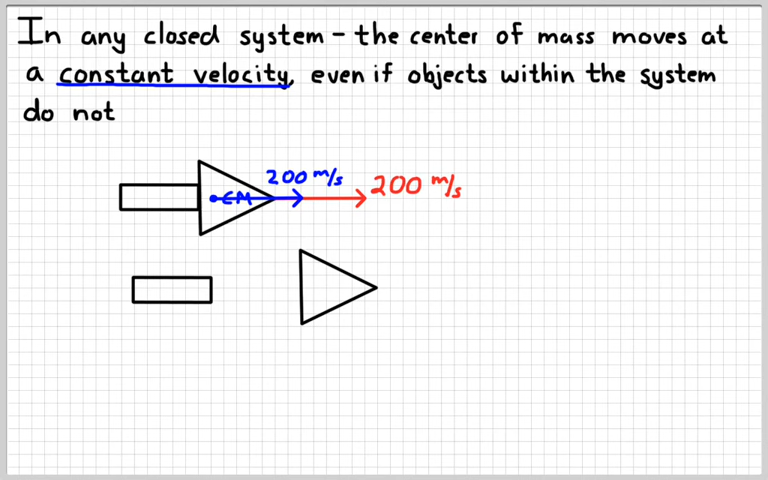 In any closed system - the center of mass moves at
a constant velocity, even if objects within the system
do not
200 m/s
200 m/s
CM